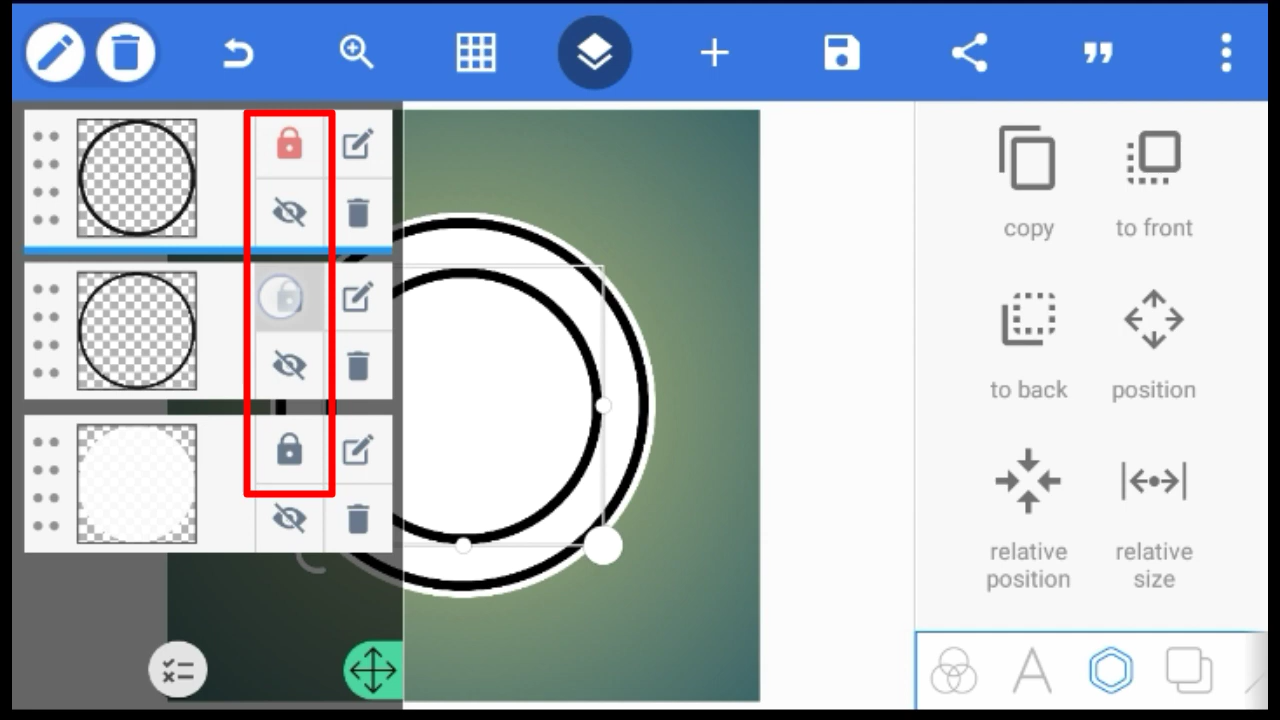 copy
to front
to back
position
relative
position
relative
size
A